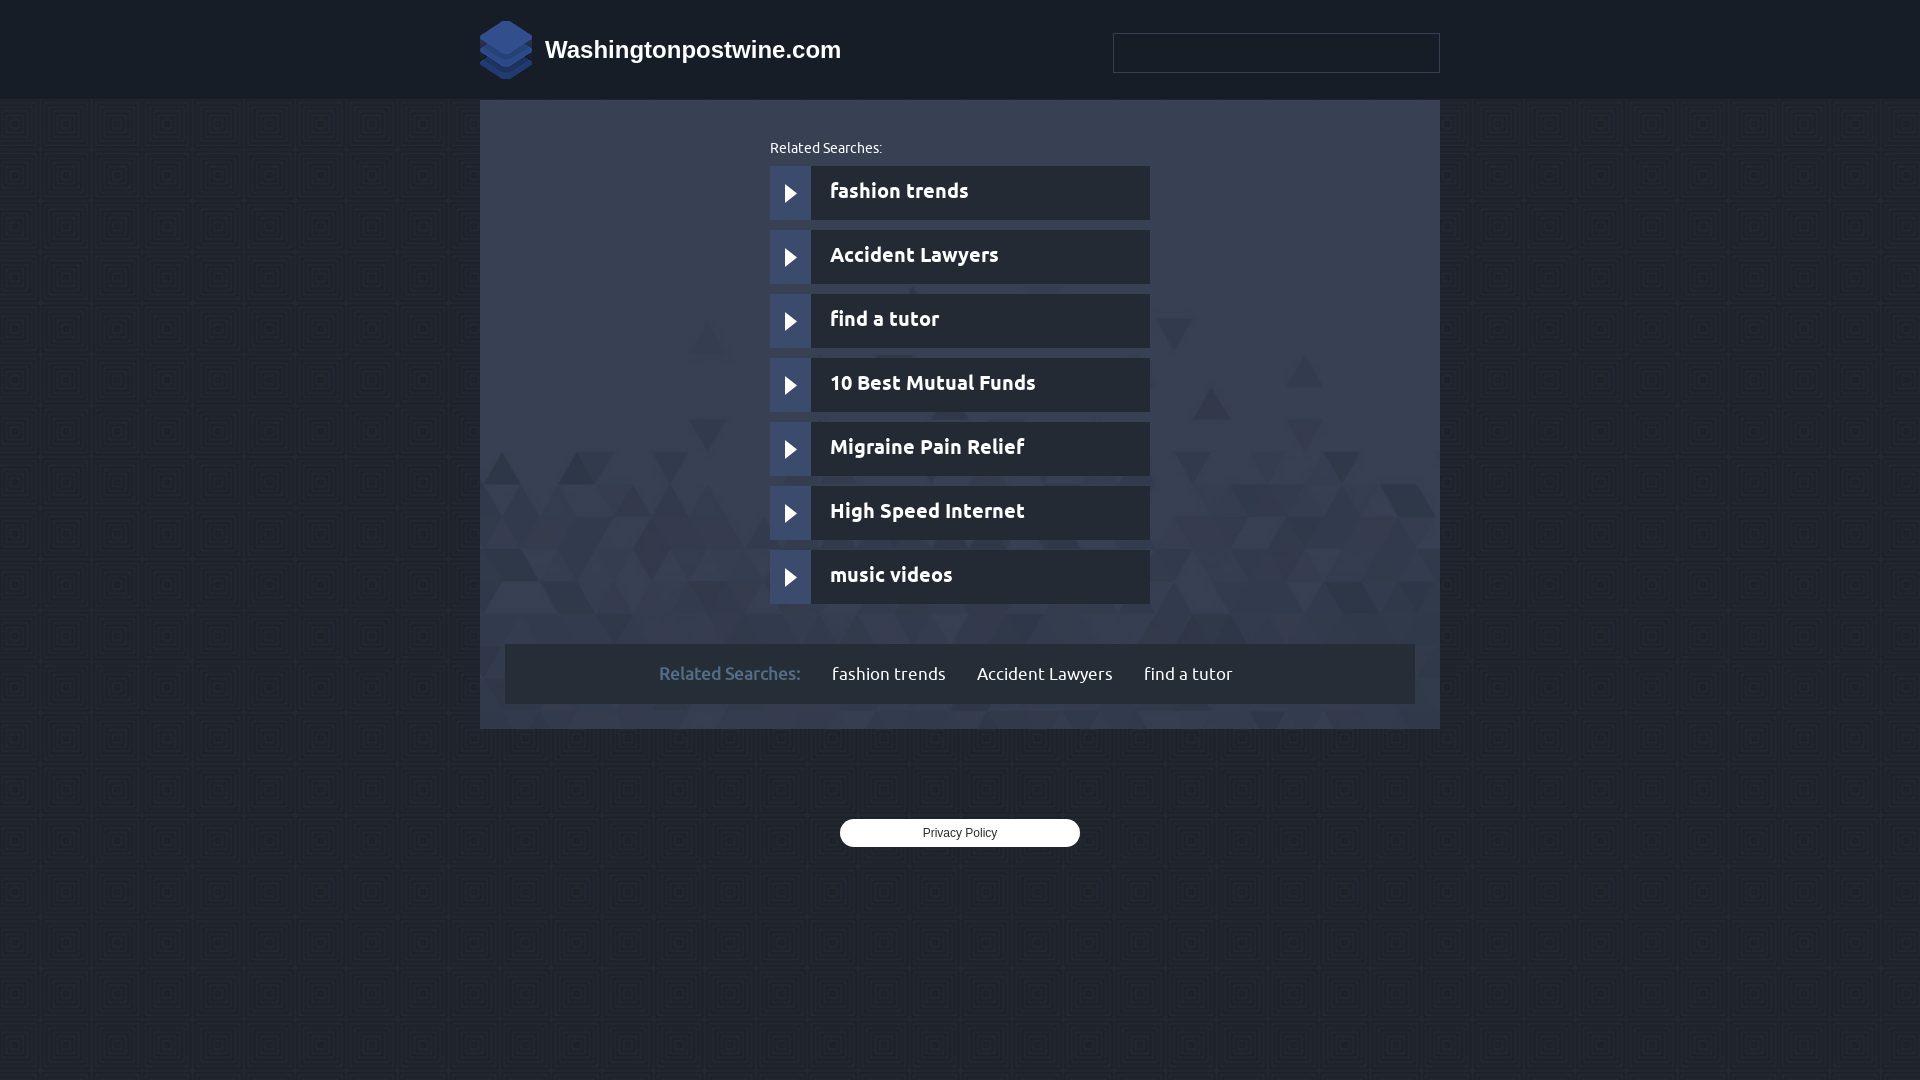 Washingtonpostwine.com
Related Searches:
fashion trends
Accident Lawyers
find a tutor
10 Best Mutual Funds
Migraine Pain Relief
High Speed Internet
music videos
Related Searches: fashion trends Accident Lawyers find a tutor
Privacy Policy